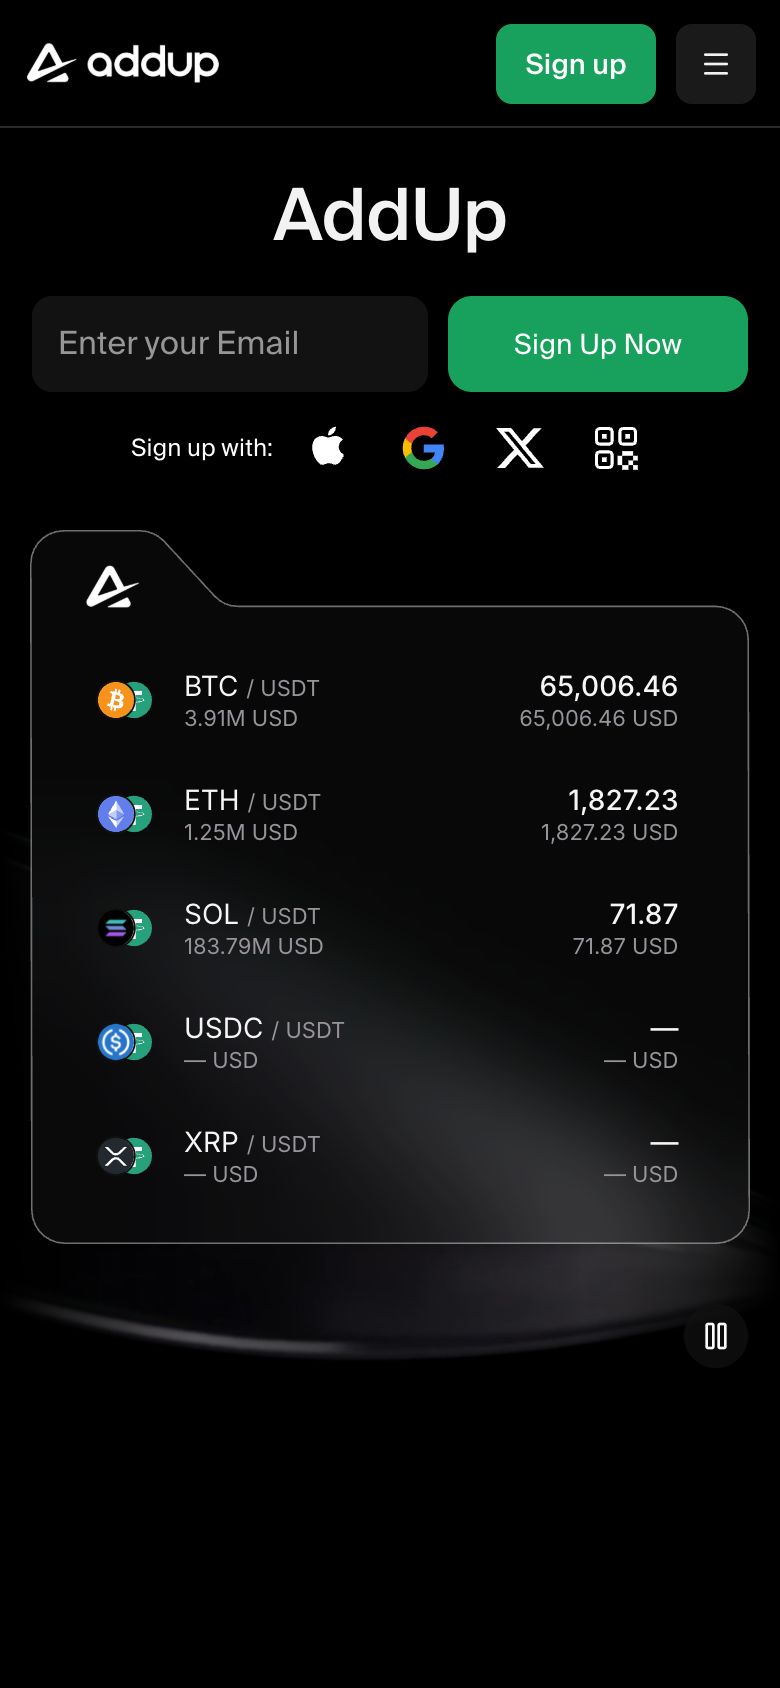 addup
Sign up
AddUp
Enter your Email
Sign Up Now
Sign up with:
BTC / USDT
65,006.46
3.91M USD
65,006.46 USD
ETH / USDT
1,827.23
1.25M USD
1,827.23 USD
SOL / USDT
71.87
183.79M USD
71.87 USD
USDC / USDT
—
— USD
— USD
XRP / USDT
—
— USD
— USD